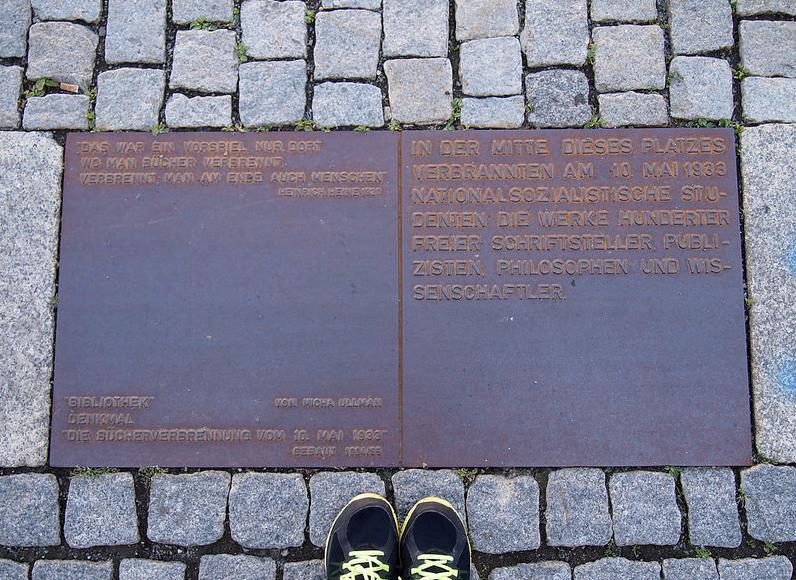 "DAS WAR EIN VORSPIEL NUR DORT
WO MAN BÜCHER VERBRENNT,
VERBRENNT MAN AM ENDE AUCH MENSCHEN"
HEINRICH HEINE 1820
"BIBLIOTHEK" VON MICHA ULLMAN
DENKMAL
"DIE BÜCHERVERBRENNUNG VOM 10. MAI 1933"
GEBAUT
IN DER MITTE DIESES PLATZES
VERBRANNTEN AM 10. MAI 1933
NATIONALSOZIALISTISCHE STU-
DENTEN DIE WERKE HUNDERTER
FREIER SCHRIFTSTELLER, PUBLI-
ZISTEN, PHILOSOPHEN UND WIS-
SENSCHAFTLER.